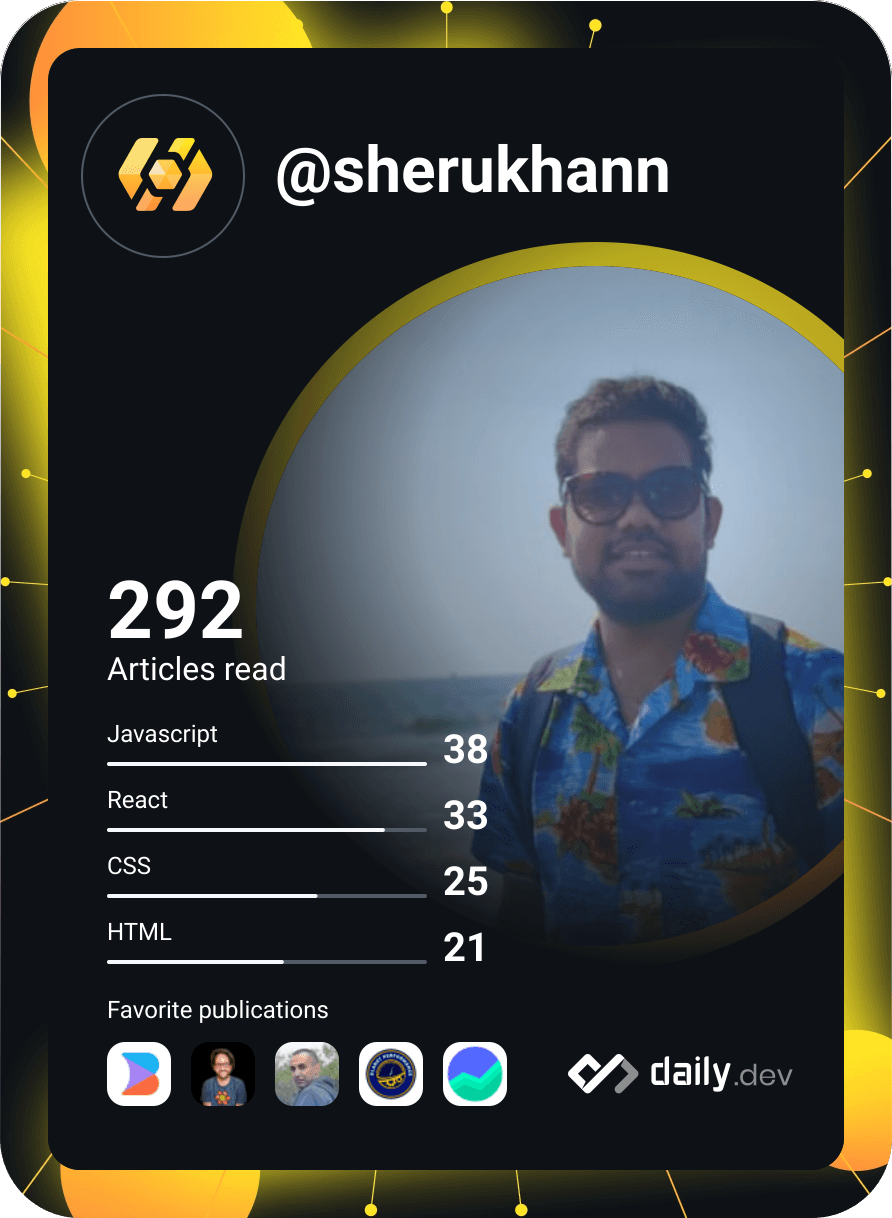 @sherukhann
292
Articles read
Javascript
38
React
33
CSS
25
HTML
21
Favorite publications
daily.dev